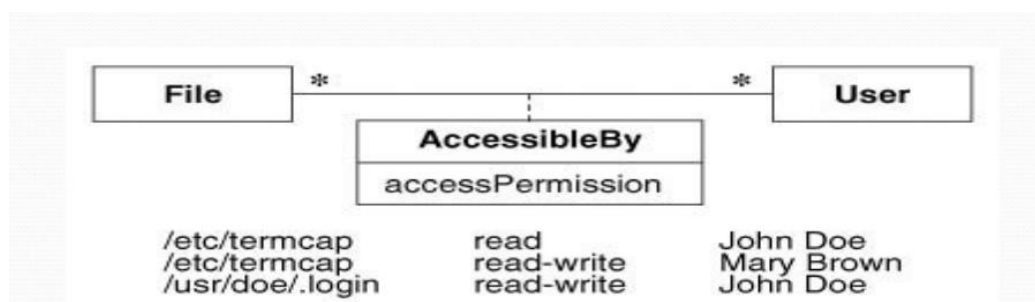 File * * User
AccessibleBy
accessPermission
/etc/termcap read John Doe
/etc/termcap read-write Mary Brown
/usr/doe/.login read-write John Doe